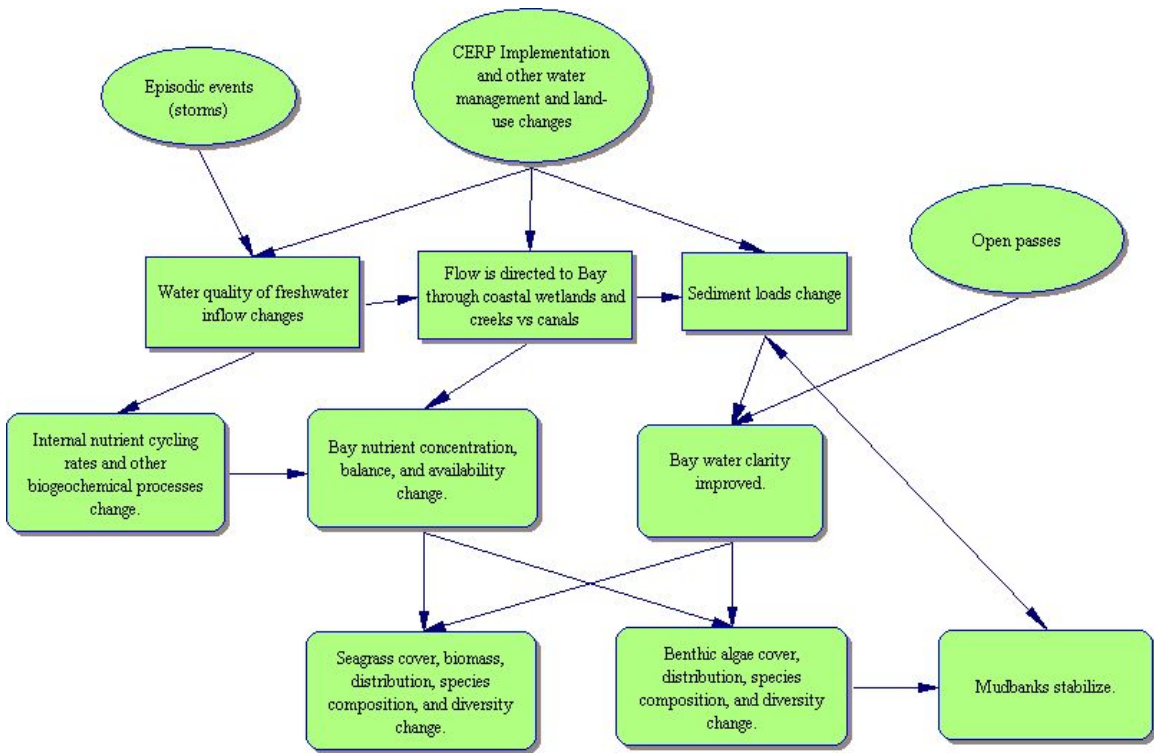 CERP Implementation
and other water
management and land-
use changes
Episodic events
(storms)
Open passes
Water quality of freshwater
inflow changes
Flow is directed to Bay
through coastal wetlands and
creeks vs canals
Sediment loads change
Internal nutrient cycling
rates and other
biogeochemical processes
change.
Bay nutrient concentration,
balance, and availability
change.
Bay water clarity
improved.
Seagrass cover, biomass,
distribution, species
composition, and diversity
change.
Benthic algae cover,
distribution, species
composition, and diversity
change.
Mudbanks stabilize.